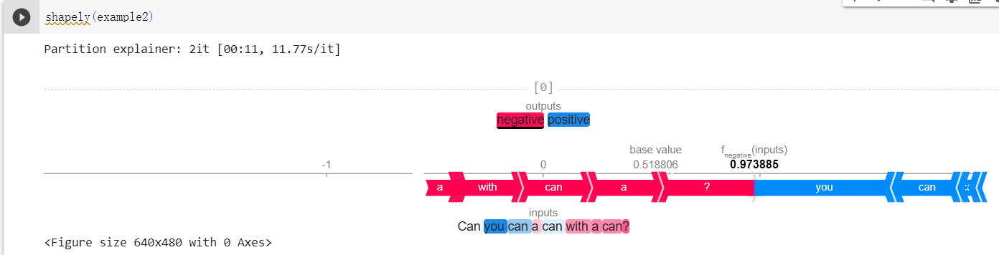 shapely(example2)
Partition explainer: 2it [00:11, 11.77s/it]
[0]
outputs
negative positive
base value f negative(inputs)
-1 0 0.518806 0.973885
a with can a ? you can
inputs
Can you can a can with a can?
<Figure size 640x480 with 0 Axes>